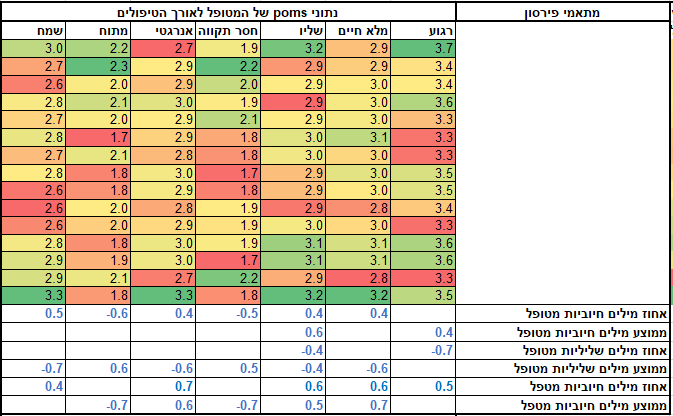 מתאמי פירסון נתוני poms של המטופל לאורך הטיפולים
רגוע מלא חיים שליו חסר תקווה אנרגטי מתוח שמח
3.7 2.9 3.2 1.9 2.7 2.2 3.0
3.4 2.9 2.9 2.2 2.9 2.3 2.7
3.4 3.0 2.9 2.0 2.9 2.0 2.6
3.6 3.0 2.9 1.9 3.0 2.1 2.8
3.3 3.0 2.9 2.1 2.9 2.0 2.7
3.3 3.1 3.0 1.8 2.9 1.7 2.8
3.3 3.0 3.0 1.8 2.8 2.1 2.7
3.5 3.0 3.0 1.7 3.0 1.8 2.8
3.5 3.0 3.0 1.8 2.9 1.8 2.6
3.4 2.8 2.9 1.9 2.8 2.0 2.6
3.3 3.0 3.0 1.9 2.9 2.0 2.6
3.6 3.1 3.1 1.9 3.0 1.8 2.8
3.6 3.1 3.1 1.7 3.0 1.9 2.9
3.3 2.8 2.9 2.2 2.7 2.1 2.9
3.5 3.2 3.2 1.8 3.3 1.8 3.3
אחוז מילים חיוביות מטופל 0.4 0.4 -0.5 0.4 -0.6 0.5
ממוצע מילים חיוביות מטופל 0.4 0.6
אחוז מילים שליליות מטופל -0.7 -0.4
ממוצע מילים שליליות מטופל -0.6 -0.4 0.5 -0.6 0.6 -0.7
אחוז מילים חיוביות מטפל 0.5 0.6 0.6 0.7 0.4
ממוצע מילים חיוביות מטפל 0.7 0.5 -0.7 0.6 -0.7